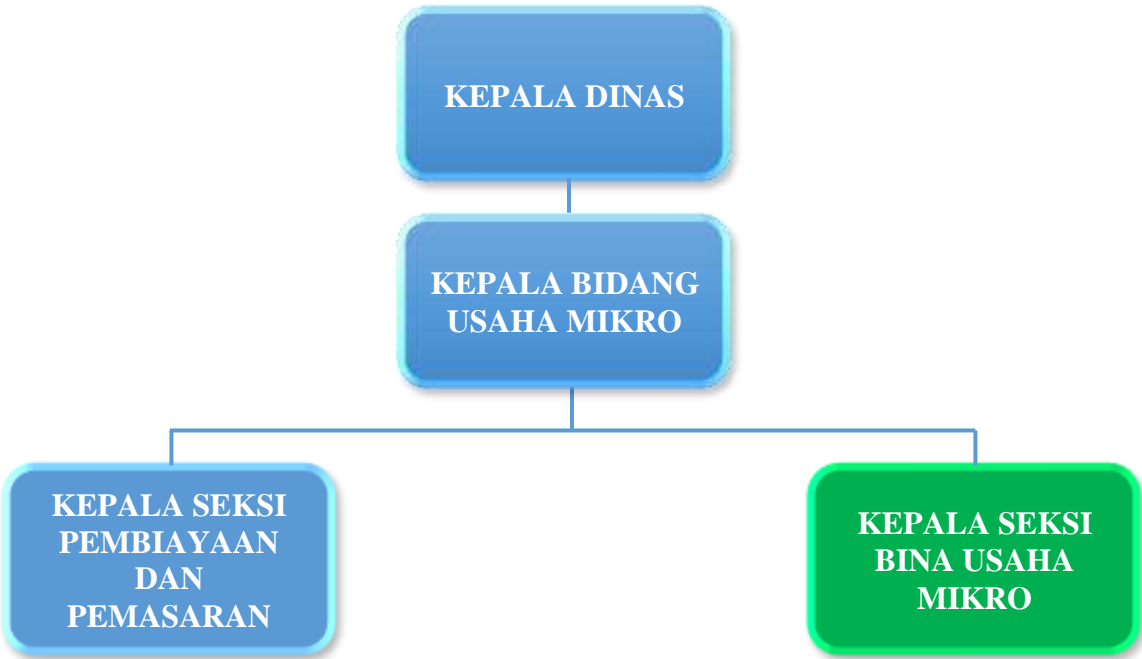 KEPALA DINAS
KEPALA BIDANG
USAHA MIKRO
KEPALA SEKSI
PEMBIAYAAN
DAN
PEMASARAN
KEPALA SEKSI
BINA USAHA
MIKRO